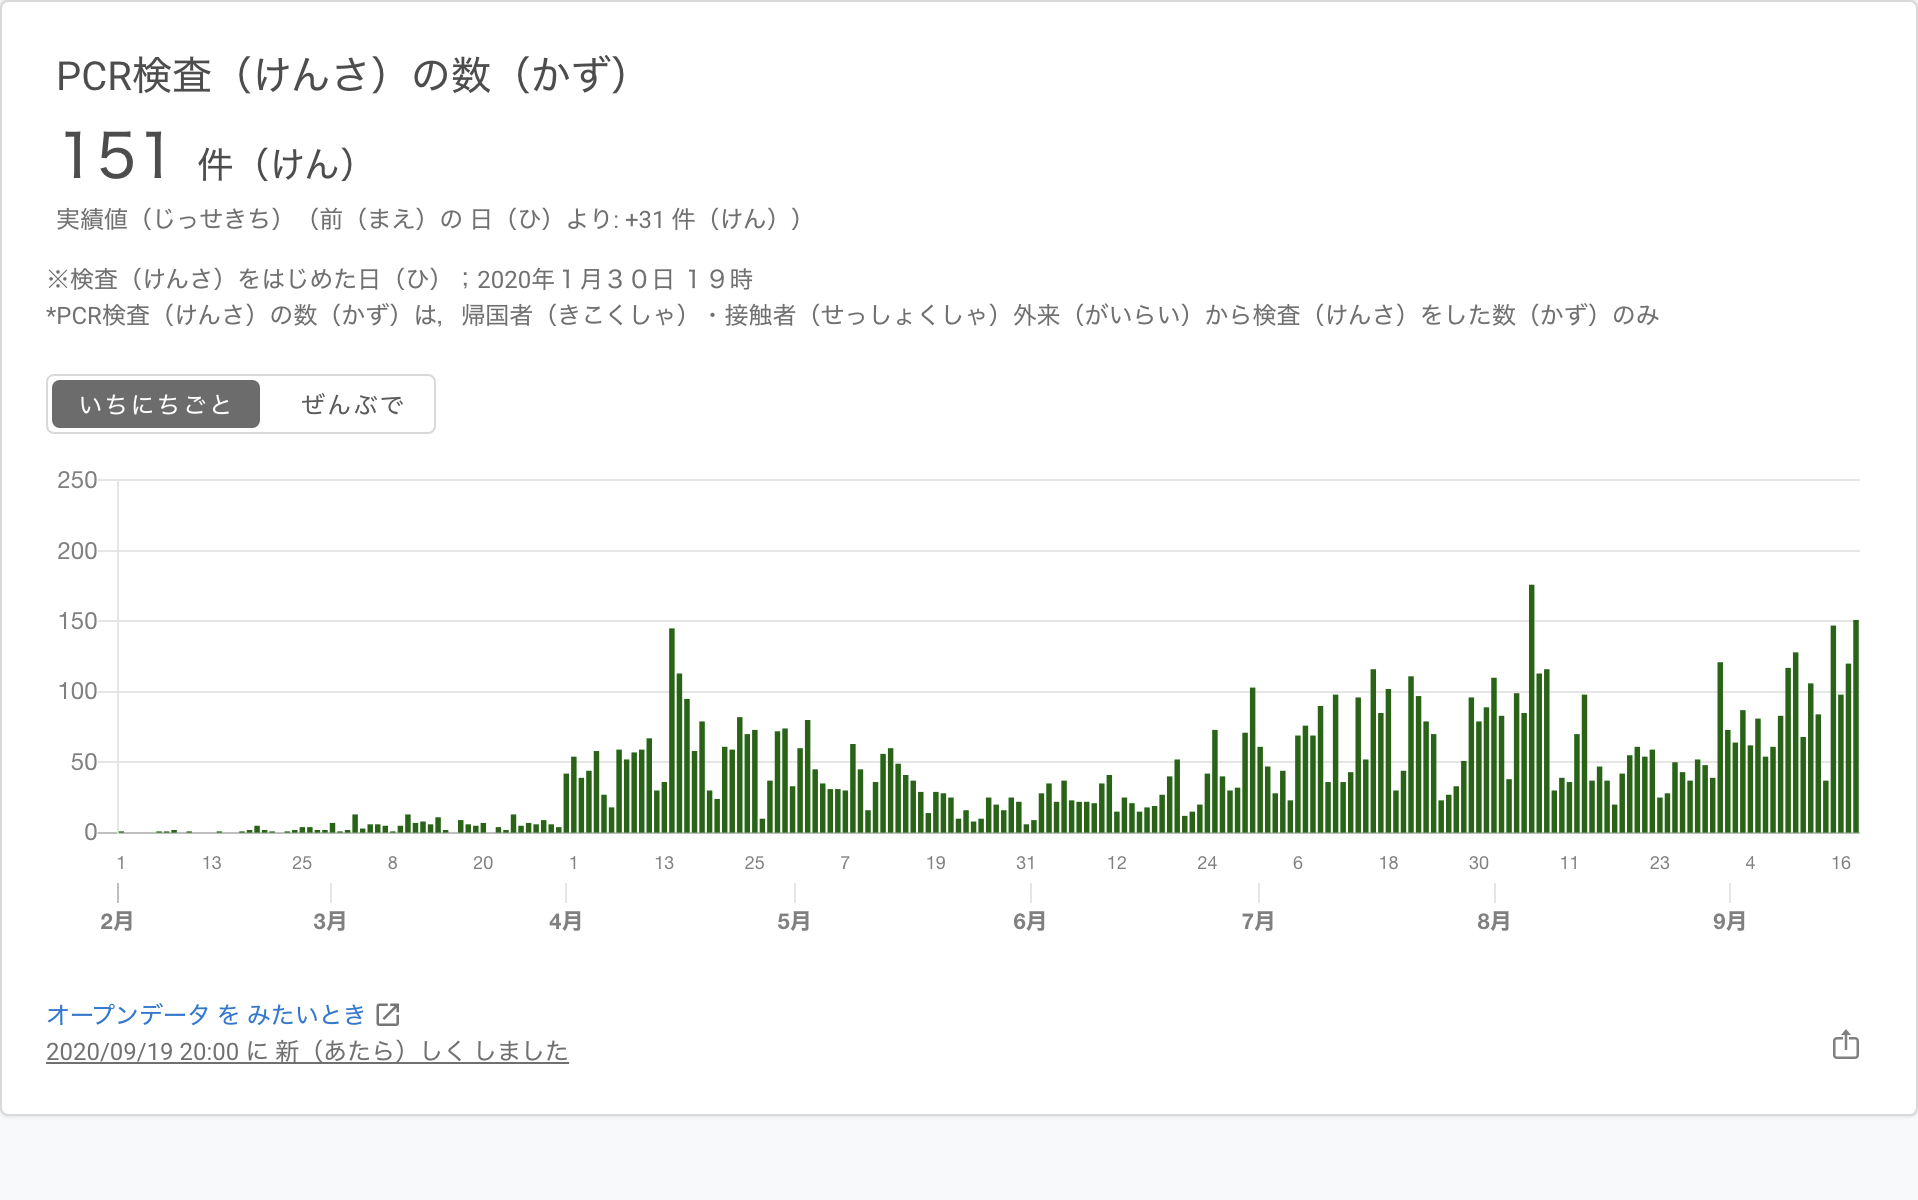 PCR検査（けんさ）の数（かず）
151 件（けん）
実績値（じっせきち）（前（まえ）の 日（ひ）より: +31 件（けん））
※検査（けんさ）をはじめた日（ひ）；2020年１月３０日 １９時
*PCR検査（けんさ）の数（かず）は，帰国者（きこくしゃ）・接触者（せっしょくしゃ）外来（がいらい）から検査（けんさ）をした数（かず）のみ
いちにちごと ぜんぶで
250
200
150
100
50
0
1 13 25 8 20 1 13 25 7 19 31 12 24 6 18 30 11 23 4 16
2月 3月 4月 5月 6月 7月 8月 9月
オープンデータ を みたいとき
2020/09/19 20:00 に 新（あたら）しく しました